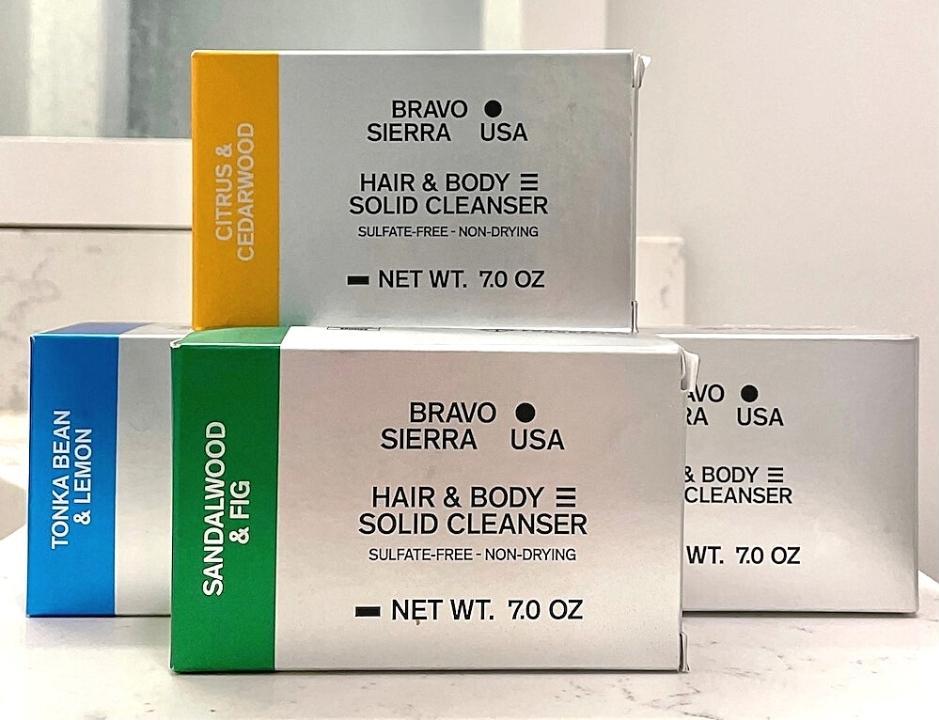 CITRUS &
CEDARWOOD
BRAVO ●
SIERRA USA
HAIR & BODY ☰
SOLID CLEANSER
SULFATE-FREE - NON-DRYING
NET WT. 7.0 OZ
TONKA BEAN
& LEMON
SANDALWOOD
& FIG
BRAVO ●
SIERRA USA
HAIR & BODY ☰
SOLID CLEANSER
SULFATE-FREE - NON-DRYING
NET WT. 7.0 OZ
AVO ●
RA USA
& BODY ☰
CLEANSER
WT. 7.0 OZ